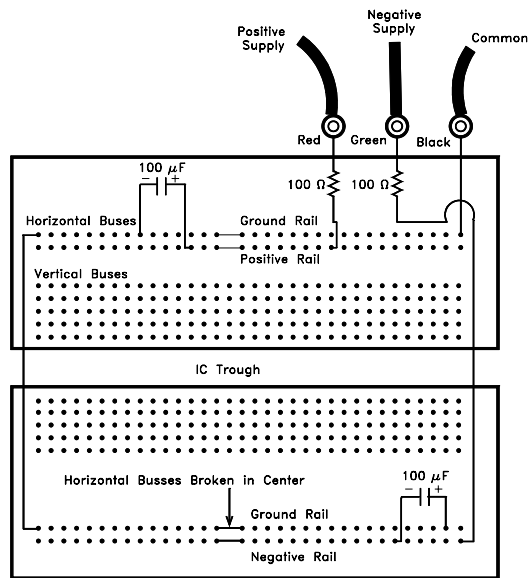 Positive
Supply
Negative
Supply
Common
Red
Green
Black
100 µF
- +
100 Ω
100 Ω
Horizontal Buses
Ground Rail
Positive Rail
Vertical Buses
IC Trough
Horizontal Busses Broken in Center
100 µF
- +
Ground Rail
Negative Rail